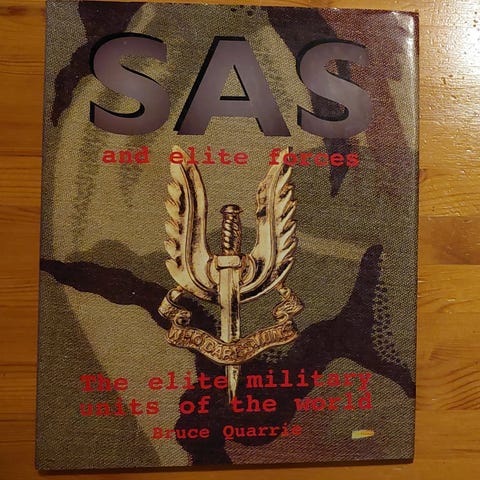 SAS
and elite forces
WHO DARES WINS
The elite military
units of the world
Bruce Quarrie